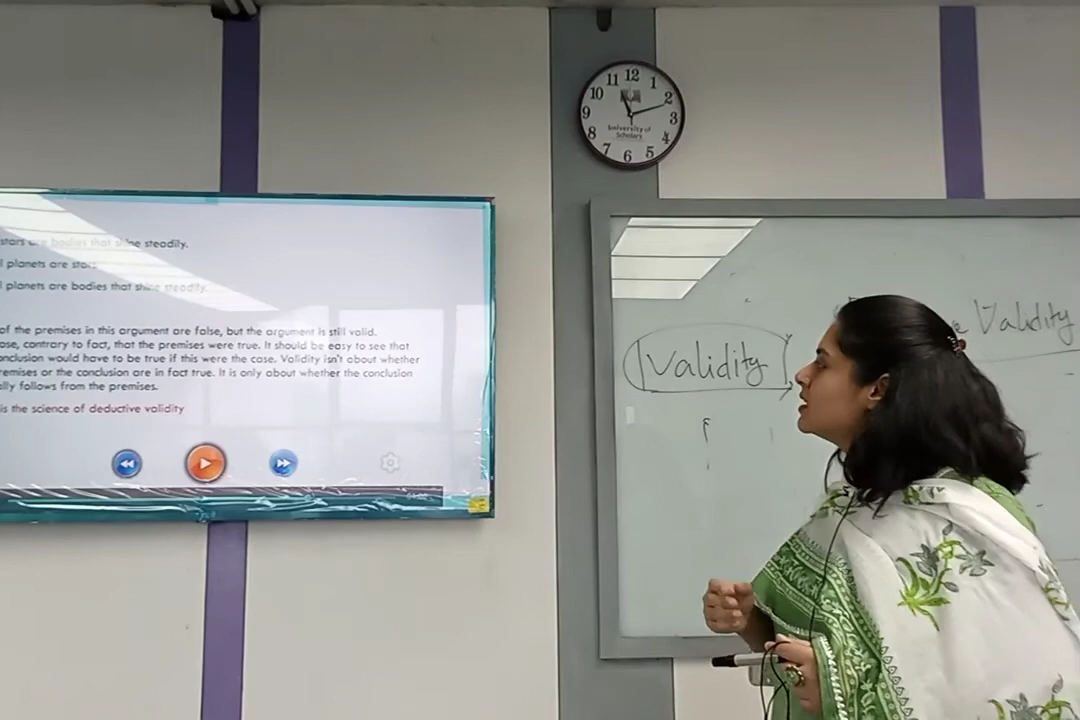 stars are bodies that shine steadily.
l planets are stars
l planets are bodies that shine steadily.
of the premises in this argument are false, but the argument is still valid.
ose, contrary to fact, that the premises were true. It should be easy to see that
onclusion would have to be true if this were the case. Validity isn't about whether
remises or the conclusion are in fact true. It is only about whether the conclusion
ally follows from the premises.
is the science of deductive validity
12
1
2
3
4
5
6
7
8
9
10
11
University of
Scholars
Validity
e Validity